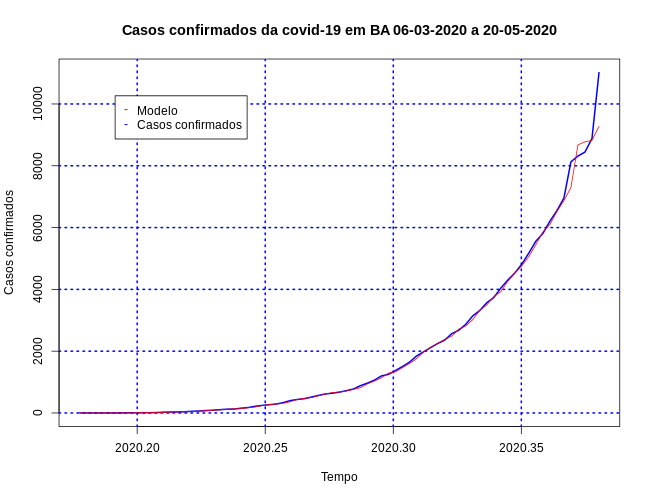 Casos confirmados da covid-19 em BA 06-03-2020 a 20-05-2020
Casos confirmados
10000
8000
6000
4000
2000
0
- Modelo
- Casos confirmados
2020.20 2020.25 2020.30 2020.35
Tempo